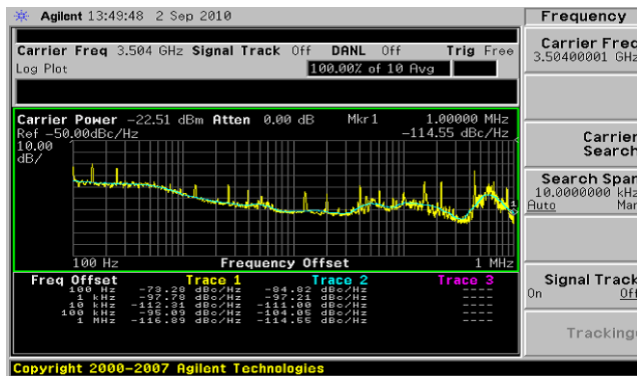 Agilent 13:49:48 2 Sep 2010
Frequency
Carrier Freq 3.504 GHz Signal Track Off DANL Off Trig Free
Log Plot
100.00% of 10 Avg
Carrier Freq
3.50400001 GHz
Carrier Power -22.51 dBm Atten 0.00 dB Mkr1 1.00000 MHz
Ref -50.00dBc/Hz -114.55 dBc/Hz
10.00
dB/
Carrier
Search
Search Span
10.0000000 kHz
Auto Man
1
100 Hz Frequency Offset 1 MHz
Freq Offset Trace 1 Trace 2 Trace 3
100 Hz -73.28 dBc/Hz -84.82 dBc/Hz ----
1 kHz -97.78 dBc/Hz -97.21 dBc/Hz ----
10 kHz -112.31 dBc/Hz -111.00 dBc/Hz ----
100 kHz -95.09 dBc/Hz -104.05 dBc/Hz ----
1 MHz -116.89 dBc/Hz -114.55 dBc/Hz ----
Signal Track
On Off
Tracking
Copyright 2000-2007 Agilent Technologies